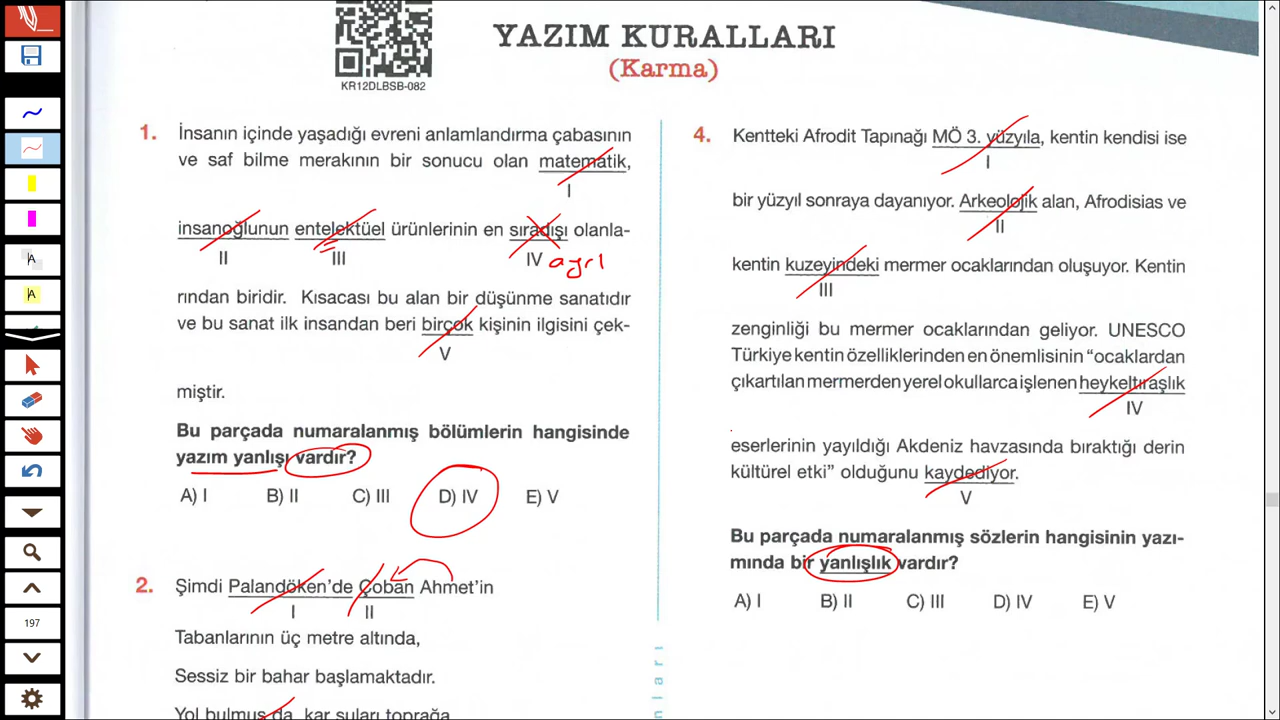 KR12DLBSB-082
YAZIM KURALLARI
(Karma)
1. İnsanın içinde yaşadığı evreni anlamlandırma çabasının
ve saf bilme merakının bir sonucu olan matematik,
I
insanoğlunun entelektüel ürünlerinin en sıradışı olanla-
II III IV ayrı
rından biridir. Kısacası bu alan bir düşünme sanatıdır
ve bu sanat ilk insandan beri birçok kişinin ilgisini çek-
V
miştir.
Bu parçada numaralanmış bölümlerin hangisinde
yazım yanlışı vardır?
A) I B) II C) III D) IV E) V
2. Şimdi Palandöken'de Çoban Ahmet'in
I II
Tabanlarının üç metre altında,
Sessiz bir bahar başlamaktadır.
Yol bulmuş da, kar suları toprağa
4. Kentteki Afrodit Tapınağı MÖ 3. yüzyıla, kentin kendisi ise
I
bir yüzyıl sonraya dayanıyor. Arkeolojik alan, Afrodisias ve
II
kentin kuzeyindeki mermer ocaklarından oluşuyor. Kentin
III
zenginliği bu mermer ocaklarından geliyor. UNESCO
Türkiye kentin özelliklerinden en önemlisinin "ocaklardan
çıkartılan mermerden yerel okullarca işlenen heykeltıraşlık
IV
eserlerinin yayıldığı Akdeniz havzasında bıraktığı derin
kültürel etki" olduğunu kaydediyor.
V
Bu parçada numaralanmış sözlerin hangisinin yazı-
mında bir yanlışlık vardır?
A) I B) II C) III D) IV E) V
A
A
197